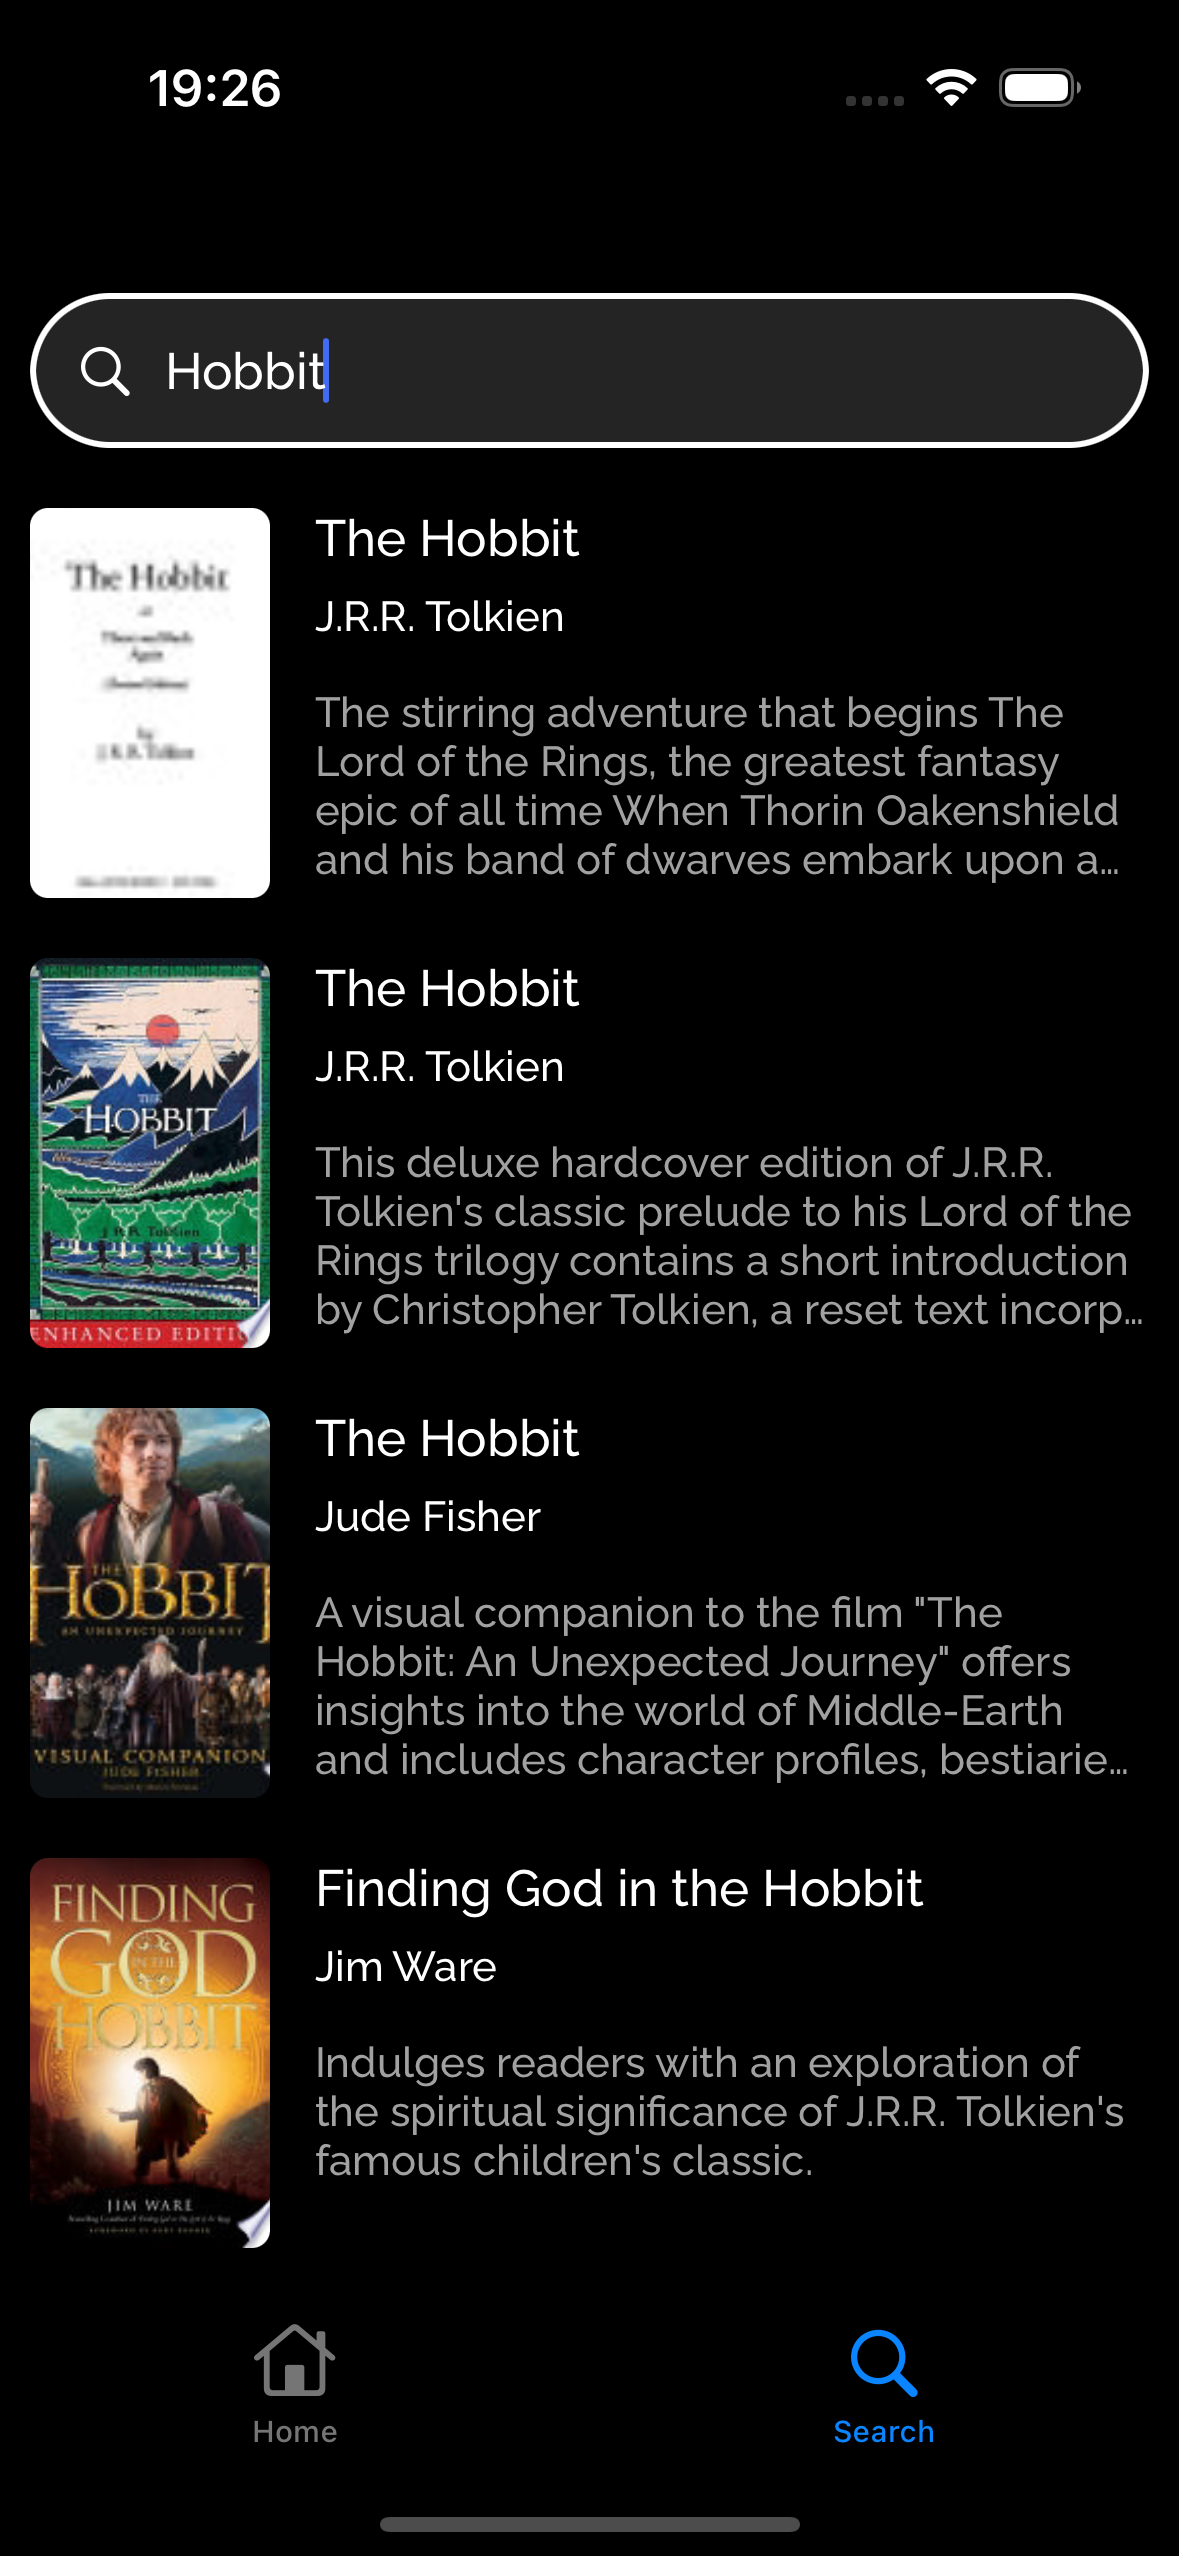 19:26
Hobbit
The Hobbit
by
J.R.R. Tolkien
The Hobbit
J.R.R. Tolkien
The stirring adventure that begins The
Lord of the Rings, the greatest fantasy
epic of all time When Thorin Oakenshield
and his band of dwarves embark upon a...
THE
HOBBIT
J.R.R. Tolkien
ENHANCED EDITI
The Hobbit
J.R.R. Tolkien
This deluxe hardcover edition of J.R.R.
Tolkien's classic prelude to his Lord of the
Rings trilogy contains a short introduction
by Christopher Tolkien, a reset text incorp...
THE
HOBBIT
AN UNEXPECTED JOURNEY
VISUAL COMPANION
JUDE FISHER
The Hobbit
Jude Fisher
A visual companion to the film "The
Hobbit: An Unexpected Journey" offers
insights into the world of Middle-Earth
and includes character profiles, bestiarie...
FINDING
GOD
IN THE
HOBBIT
JIM WARE
Finding God in the Hobbit
Jim Ware
Indulges readers with an exploration of
the spiritual significance of J.R.R. Tolkien's
famous children's classic.
Home
Search